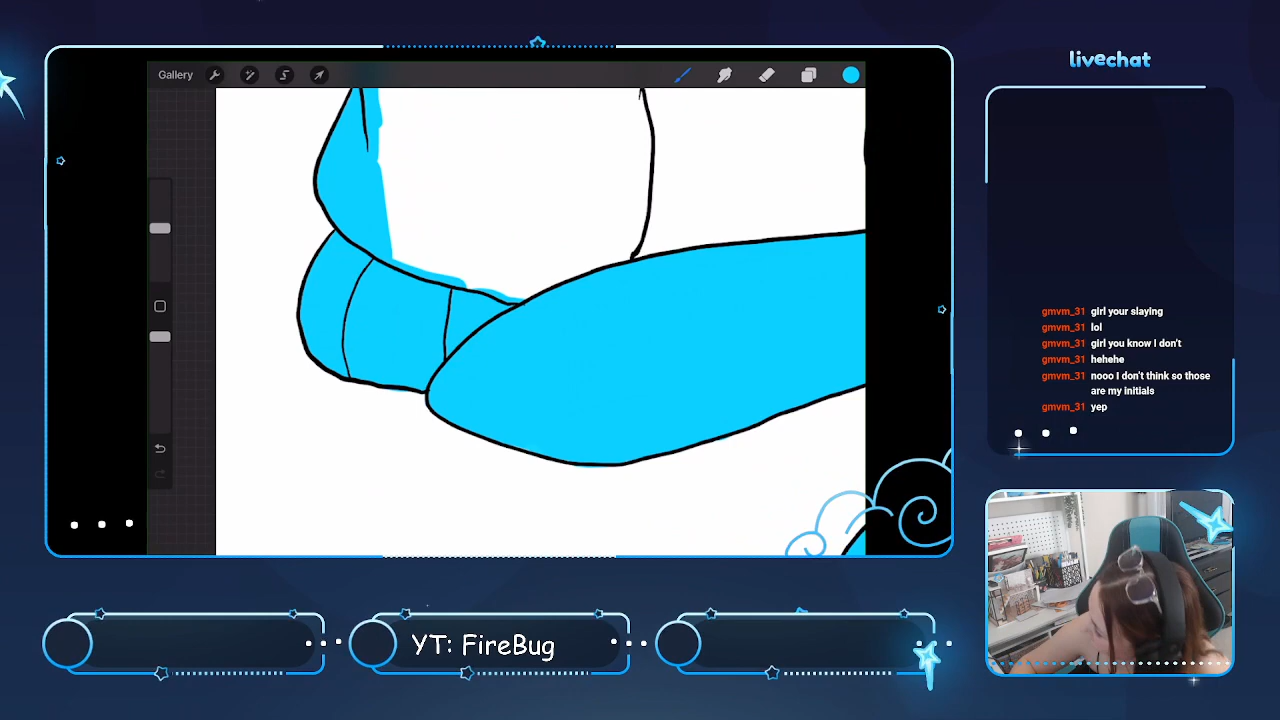 livechat
Gallery
gmvm_31 girl your slaying
gmvm_31 lol
gmvm_31 girl you know I don't
gmvm_31 hehehe
gmvm_31 nooo I don't think so those
are my initials
gmvm_31 yep
YT: FireBug